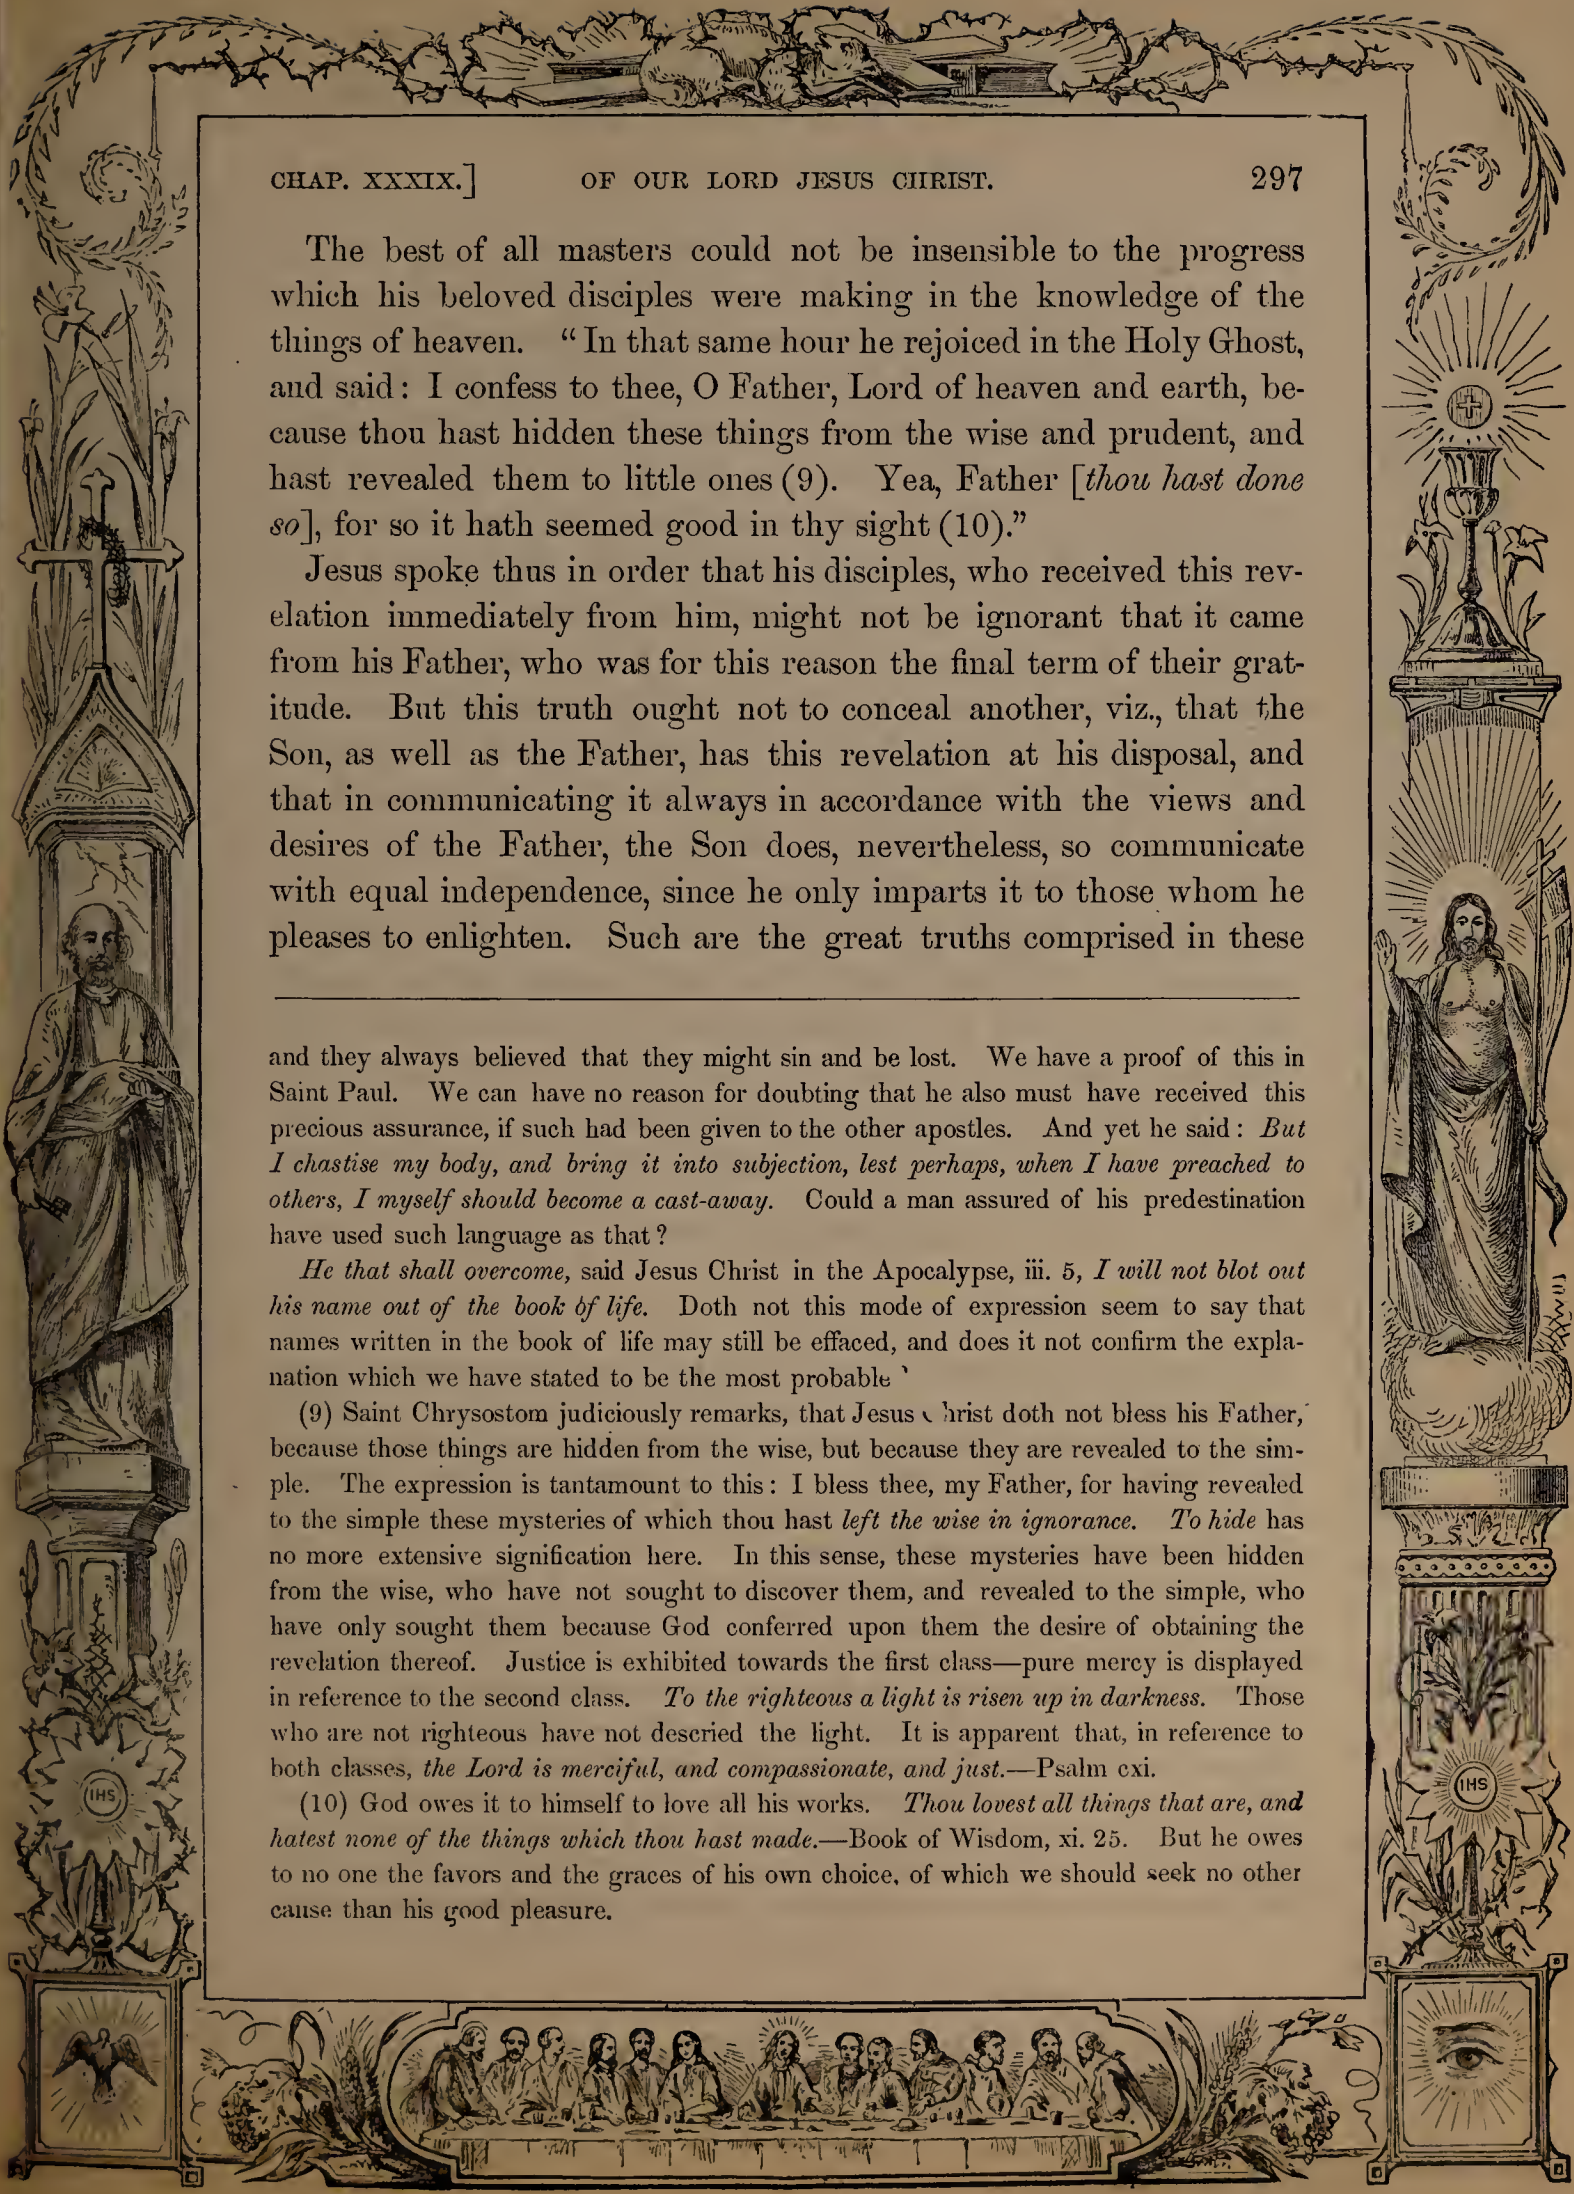 CHAP. XXXIX.] OF OUR LORD JESUS CHRIST. 297
The best of all masters could not be insensible to the progress
which his beloved disciples were making in the knowledge of the
things of heaven. “In that same hour he rejoiced in the Holy Ghost,
and said: I confess to thee, O Father, Lord of heaven and earth, be-
cause thou hast hidden these things from the wise and prudent, and
hast revealed them to little ones (9). Yea, Father [thou hast done
so], for so it hath seemed good in thy sight (10).”
Jesus spoke thus in order that his disciples, who received this rev-
elation immediately from him, might not be ignorant that it came
from his Father, who was for this reason the final term of their grat-
itude. But this truth ought not to conceal another, viz., that the
Son, as well as the Father, has this revelation at his disposal, and
that in communicating it always in accordance with the views and
desires of the Father, the Son does, nevertheless, so communicate
with equal independence, since he only imparts it to those whom he
pleases to enlighten. Such are the great truths comprised in these
and they always believed that they might sin and be lost. We have a proof of this in
Saint Paul. We can have no reason for doubting that he also must have received this
precious assurance, if such had been given to the other apostles. And yet he said: But
I chastise my body, and bring it into subjection, lest perhaps, when I have preached to
others, I myself should become a cast-away. Could a man assured of his predestination
have used such language as that?
He that shall overcome, said Jesus Christ in the Apocalypse, iii. 5, I will not blot out
his name out of the book of life. Doth not this mode of expression seem to say that
names written in the book of life may still be effaced, and does it not confirm the expla-
nation which we have stated to be the most probable
(9) Saint Chrysostom judiciously remarks, that Jesus Christ doth not bless his Father,
because those things are hidden from the wise, but because they are revealed to the sim-
ple. The expression is tantamount to this: I bless thee, my Father, for having revealed
to the simple these mysteries of which thou hast left the wise in ignorance. To hide has
no more extensive signification here. In this sense, these mysteries have been hidden
from the wise, who have not sought to discover them, and revealed to the simple, who
have only sought them because God conferred upon them the desire of obtaining the
revelation thereof. Justice is exhibited towards the first class—pure mercy is displayed
in reference to the second class. To the righteous a light is risen up in darkness. Those
who are not righteous have not descried the light. It is apparent that, in reference to
both classes, the Lord is merciful, and compassionate, and just.—Psalm cxi.
(10) God owes it to himself to love all his works. Thou lovest all things that are, and
hatest none of the things which thou hast made.—Book of Wisdom, xi. 25. But he owes
to no one the favors and the graces of his own choice, of which we should seek no other
cause than his good pleasure.
IHS
IHS